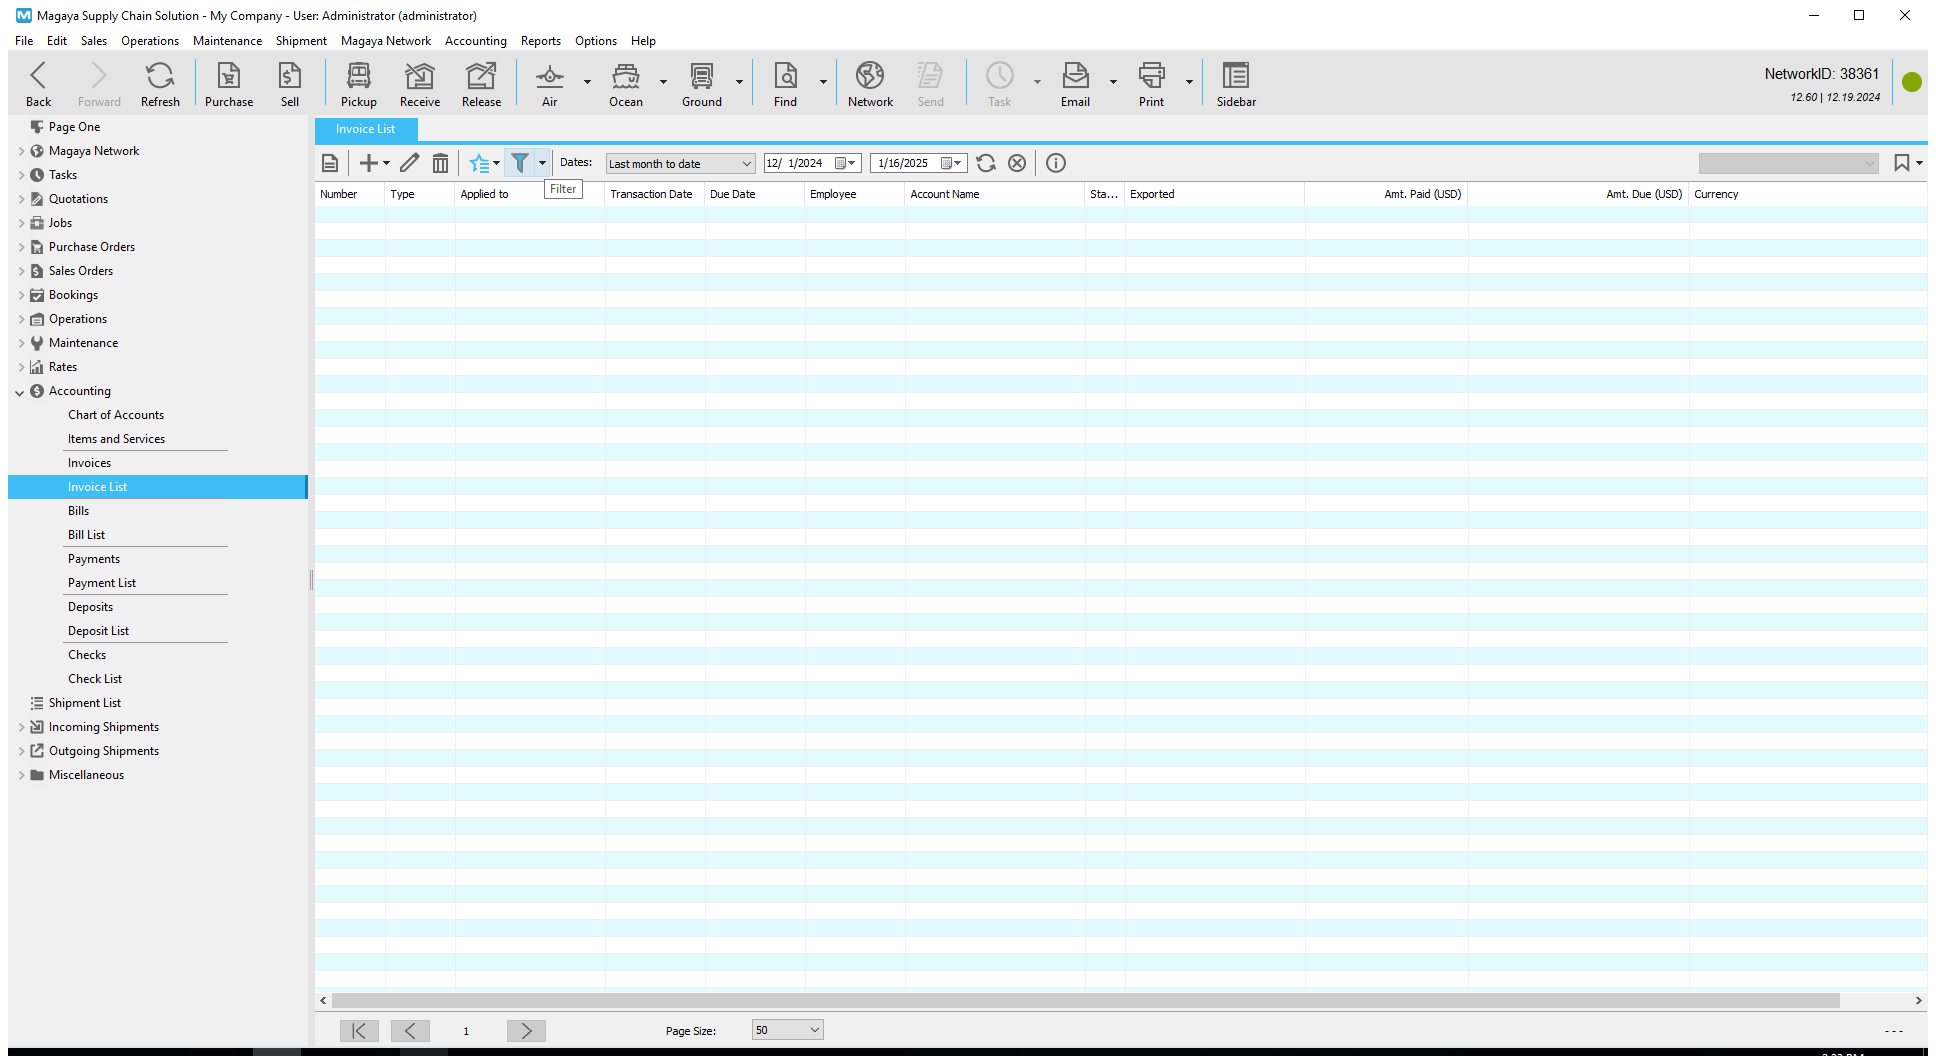 Magaya Supply Chain Solution - My Company - User: Administrator (administrator)
File Edit Sales Operations Maintenance Shipment Magaya Network Accounting Reports Options Help
Back Forward Refresh Purchase Sell Pickup Receive Release Air Ocean Ground Find Network Send Task Email Print Sidebar
NetworkID: 38361
12.60 | 12.19.2024
Page One
Magaya Network
Tasks
Quotations
Jobs
Purchase Orders
Sales Orders
Bookings
Operations
Maintenance
Rates
Accounting
Chart of Accounts
Items and Services
Invoices
Invoice List
Bills
Bill List
Payments
Payment List
Deposits
Deposit List
Checks
Check List
Shipment List
Incoming Shipments
Outgoing Shipments
Miscellaneous
Invoice List
Dates: Last month to date 12/ 1/2024 1/16/2025
Filter
Number Type Applied to Transaction Date Due Date Employee Account Name Sta... Exported Amt. Paid (USD) Amt. Due (USD) Currency
1 Page Size: 50 - - -